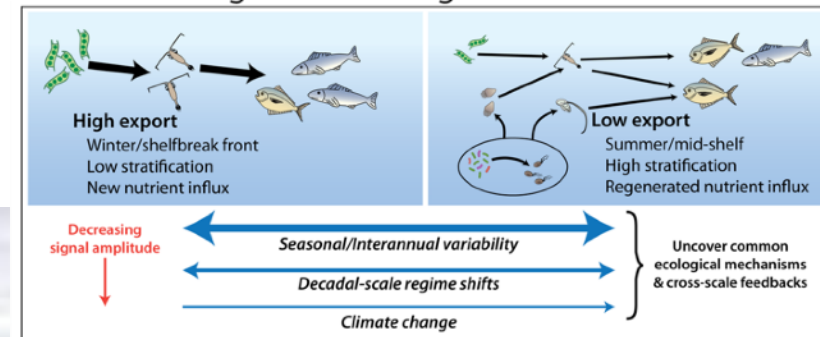 High export
Winter/shelfbreak front
Low stratification
New nutrient influx
Low export
Summer/mid-shelf
High stratification
Regenerated nutrient influx
Decreasing
signal amplitude
Seasonal/Interannual variability
Decadal-scale regime shifts
Climate change
Uncover common
ecological mechanisms
& cross-scale feedbacks